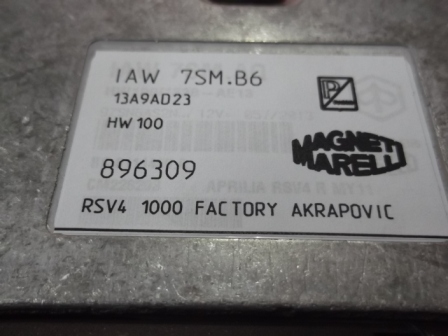 IAW 7SM.B6
13A9AD23
HW 100
MAGNETI
MARELLI
896309
RSV4 1000 FACTORY AKRAPOVIC